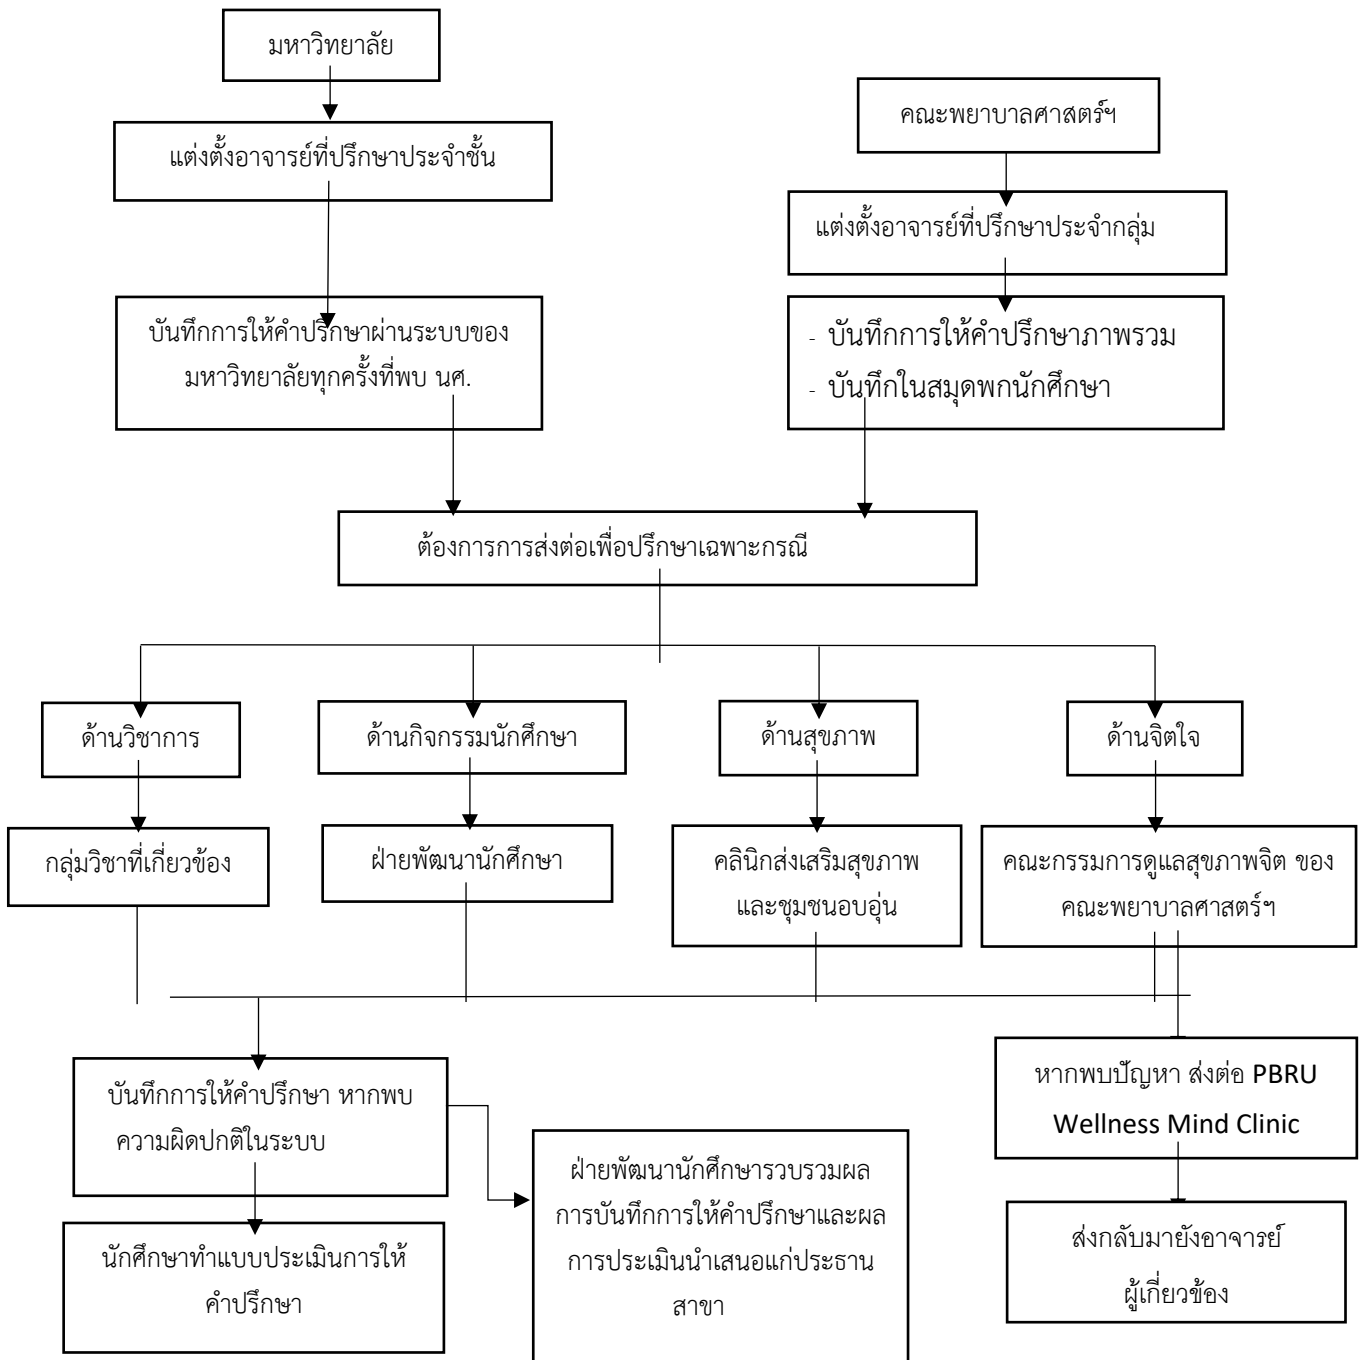 มหาวิทยาลัย
คณะพยาบาลศาสตร์ฯ
แต่งตั้งอาจารย์ที่ปรึกษาประจำชั้น
แต่งตั้งอาจารย์ที่ปรึกษาประจำกลุ่ม
บันทึกการให้คำปรึกษาผ่านระบบของ
มหาวิทยาลัยทุกครั้งที่พบ นศ.
- บันทึกการให้คำปรึกษาภาพรวม
- บันทึกในสมุดพกนักศึกษา
ต้องการการส่งต่อเพื่อปรึกษาเฉพาะกรณี
ด้านวิชาการ
ด้านกิจกรรมนักศึกษา
ด้านสุขภาพ
ด้านจิตใจ
กลุ่มวิชาที่เกี่ยวข้อง
ฝ่ายพัฒนานักศึกษา
คลินิกส่งเสริมสุขภาพ
และชุมชนอบอุ่น
คณะกรรมการดูแลสุขภาพจิต ของ
คณะพยาบาลศาสตร์ฯ
บันทึกการให้คำปรึกษา หากพบ
ความผิดปกติในระบบ
หากพบปัญหา ส่งต่อ PBRU
Wellness Mind Clinic
ฝ่ายพัฒนานักศึกษารวบรวมผล
การบันทึกการให้คำปรึกษาและผล
การประเมินนำเสนอแก่ประธาน
สาขา
นักศึกษาทำแบบประเมินการให้
คำปรึกษา
ส่งกลับมายังอาจารย์
ผู้เกี่ยวข้อง